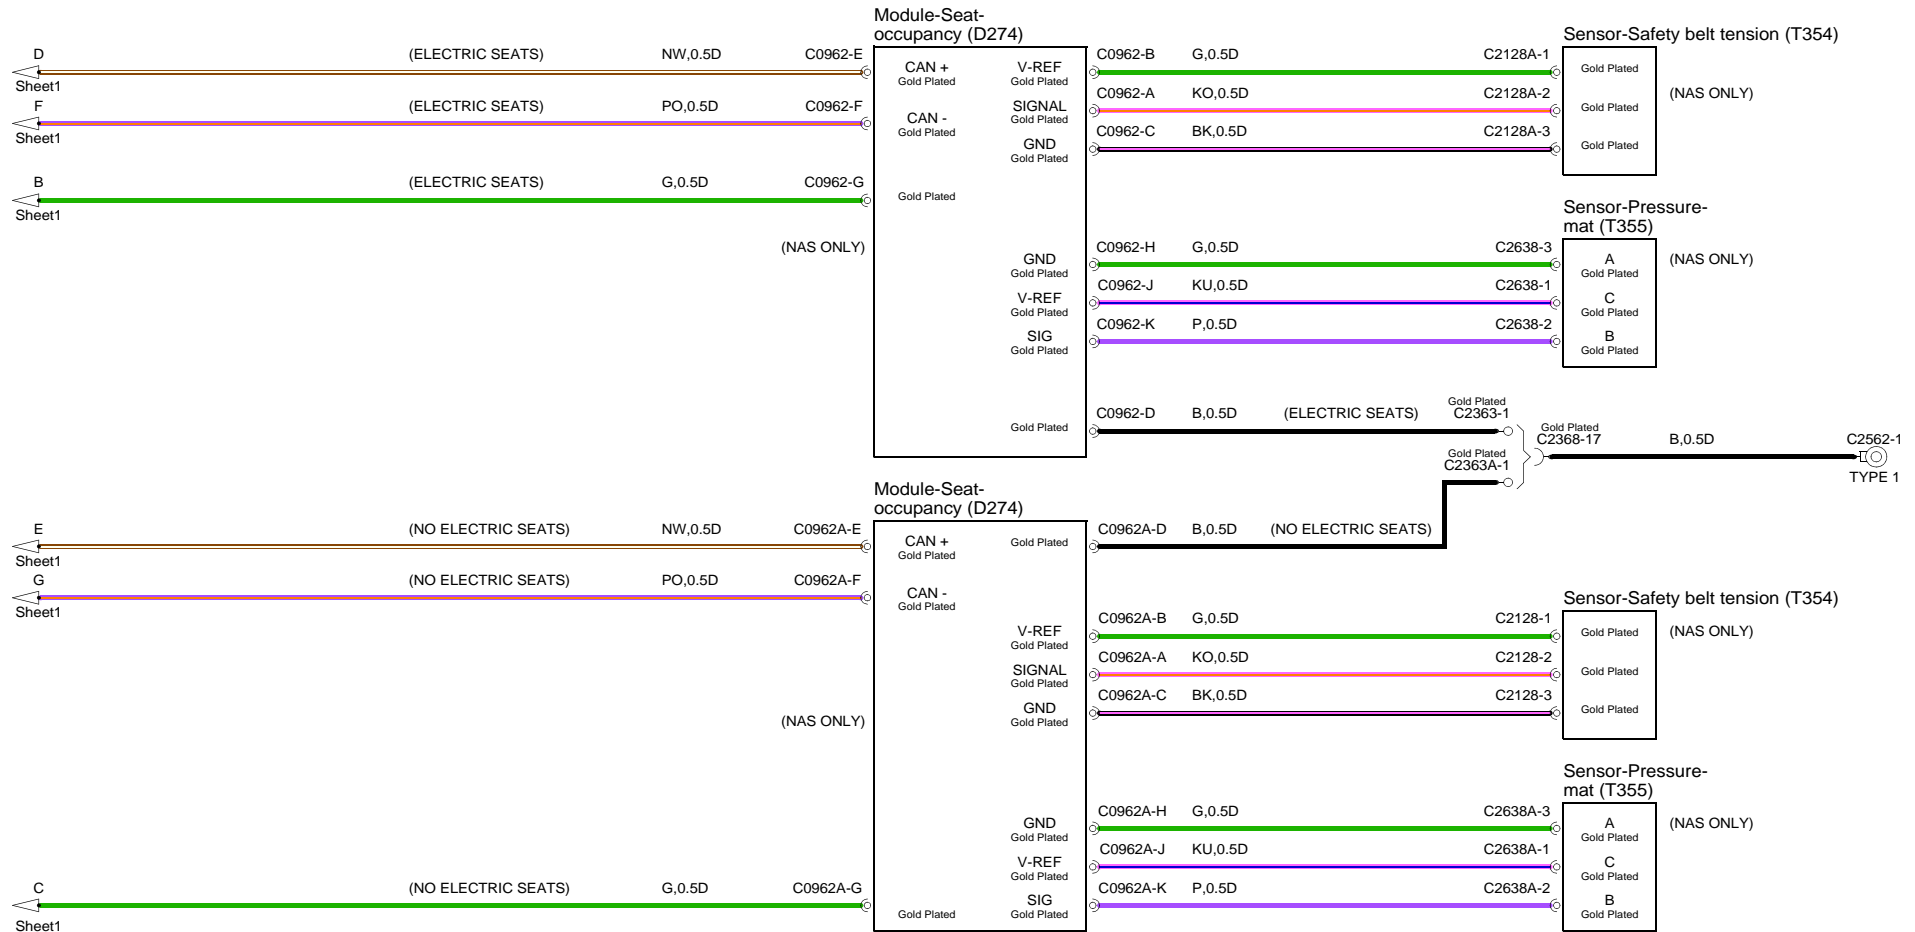 Module-Seat-
occupancy (D274)
Sensor-Safety belt tension (T354)
D (ELECTRIC SEATS) NW,0.5D C0962-E
Sheet1
CAN +
Gold Plated
V-REF
Gold Plated
C0962-B G,0.5D C2128A-1
Gold Plated
(NAS ONLY)
F (ELECTRIC SEATS) PO,0.5D C0962-F
Sheet1
CAN -
Gold Plated
SIGNAL
Gold Plated
C0962-A KO,0.5D C2128A-2
Gold Plated
GND
Gold Plated
C0962-C BK,0.5D C2128A-3
Gold Plated
B (ELECTRIC SEATS) G,0.5D C0962-G
Sheet1
Gold Plated
(NAS ONLY)
Sensor-Pressure-
mat (T355)
GND
Gold Plated
C0962-H G,0.5D C2638-3
A
Gold Plated
(NAS ONLY)
V-REF
Gold Plated
C0962-J KU,0.5D C2638-1
C
Gold Plated
SIG
Gold Plated
C0962-K P,0.5D C2638-2
B
Gold Plated
Gold Plated
C0962-D B,0.5D (ELECTRIC SEATS)
Gold Plated
C2363-1
Gold Plated
C2368-17 B,0.5D C2562-1
TYPE 1
Gold Plated
C2363A-1
Module-Seat-
occupancy (D274)
E (NO ELECTRIC SEATS) NW,0.5D C0962A-E
Sheet1
CAN +
Gold Plated
Gold Plated
C0962A-D B,0.5D (NO ELECTRIC SEATS)
G (NO ELECTRIC SEATS) PO,0.5D C0962A-F
Sheet1
CAN -
Gold Plated
Sensor-Safety belt tension (T354)
V-REF
Gold Plated
C0962A-B G,0.5D C2128-1
Gold Plated
(NAS ONLY)
SIGNAL
Gold Plated
C0962A-A KO,0.5D C2128-2
Gold Plated
GND
Gold Plated
C0962A-C BK,0.5D C2128-3
Gold Plated
(NAS ONLY)
Sensor-Pressure-
mat (T355)
GND
Gold Plated
C0962A-H G,0.5D C2638A-3
A
Gold Plated
(NAS ONLY)
V-REF
Gold Plated
C0962A-J KU,0.5D C2638A-1
C
Gold Plated
C (NO ELECTRIC SEATS) G,0.5D C0962A-G
Sheet1
Gold Plated
SIG
Gold Plated
C0962A-K P,0.5D C2638A-2
B
Gold Plated